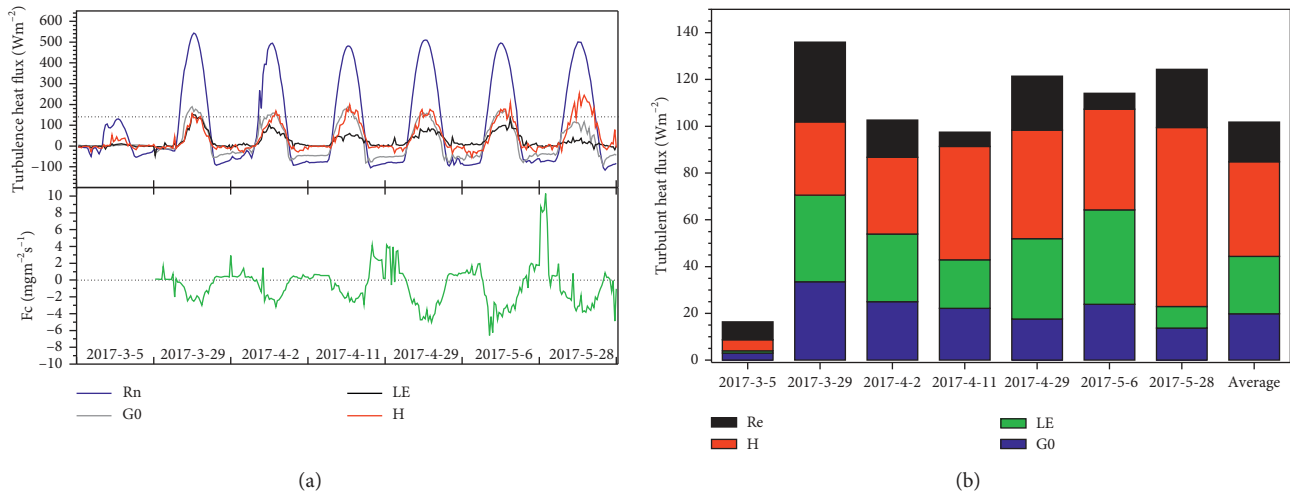 Turbulence heat flux (Wm−2)
600
500
400
300
200
100
0
−100
Fc (mgm−2s−1)
10
8
6
4
2
0
−2
−4
−6
−8
−10
2017-3-5 2017-3-29 2017-4-2 2017-4-11 2017-4-29 2017-5-6 2017-5-28
Rn LE
G0 H
(a)
Turbulent heat flux (Wm−2)
140
120
100
80
60
40
20
0
2017-3-5 2017-3-29 2017-4-2 2017-4-11 2017-4-29 2017-5-6 2017-5-28 Average
Re LE
H G0
(b)